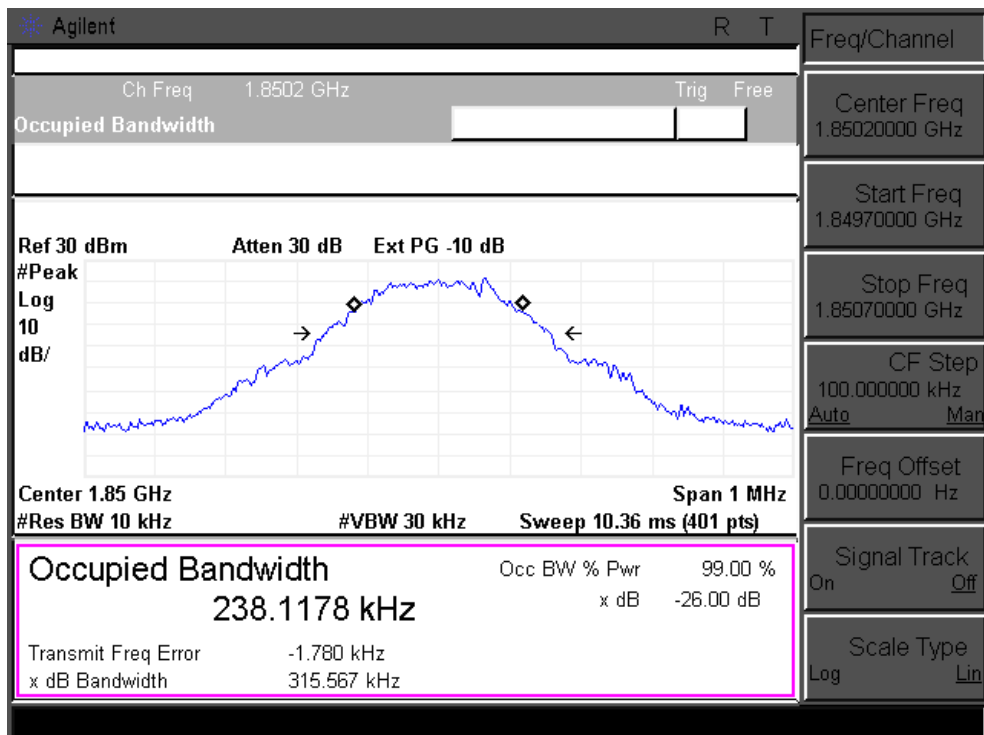 Agilent R T
Ch Freq 1.8502 GHz Trig Free
Occupied Bandwidth
Ref 30 dBm Atten 30 dB Ext PG -10 dB
#Peak
Log
10
dB/
Center 1.85 GHz Span 1 MHz
#Res BW 10 kHz #VBW 30 kHz Sweep 10.36 ms (401 pts)
Occupied Bandwidth Occ BW % Pwr 99.00 %
238.1178 kHz x dB -26.00 dB
Transmit Freq Error -1.780 kHz
x dB Bandwidth 315.567 kHz
Freq/Channel
Center Freq
1.85020000 GHz
Start Freq
1.84970000 GHz
Stop Freq
1.85070000 GHz
CF Step
100.000000 kHz
Auto Man
Freq Offset
0.00000000 Hz
Signal Track
On Off
Scale Type
Log Lin